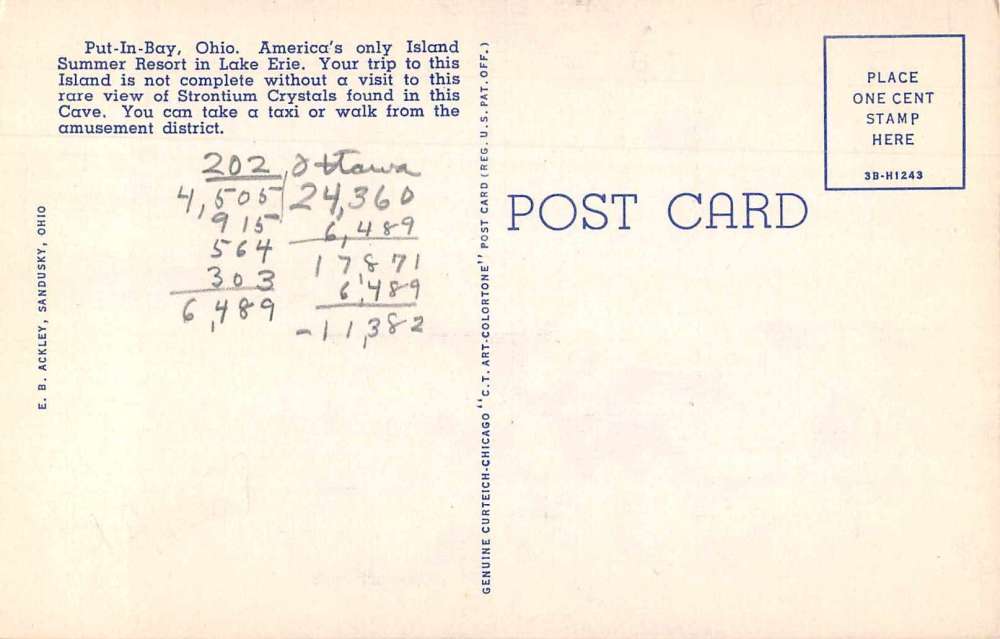 Put-In-Bay, Ohio. America's only Island
Summer Resort in Lake Erie. Your trip to this
Island is not complete without a visit to this
rare view of Strontium Crystals found in this
Cave. You can take a taxi or walk from the
amusement district.
202 Ottawa
4,505 24,360
915 6,489
564 17,871
303 6,489
6,489 -11,382
E. B. ACKLEY, SANDUSKY, OHIO
GENUINE CURTEICH-CHICAGO "C.T. ART-COLORTONE" POST CARD (REG. U.S. PAT. OFF.)
POST CARD
PLACE
ONE CENT
STAMP
HERE
3B-H1243